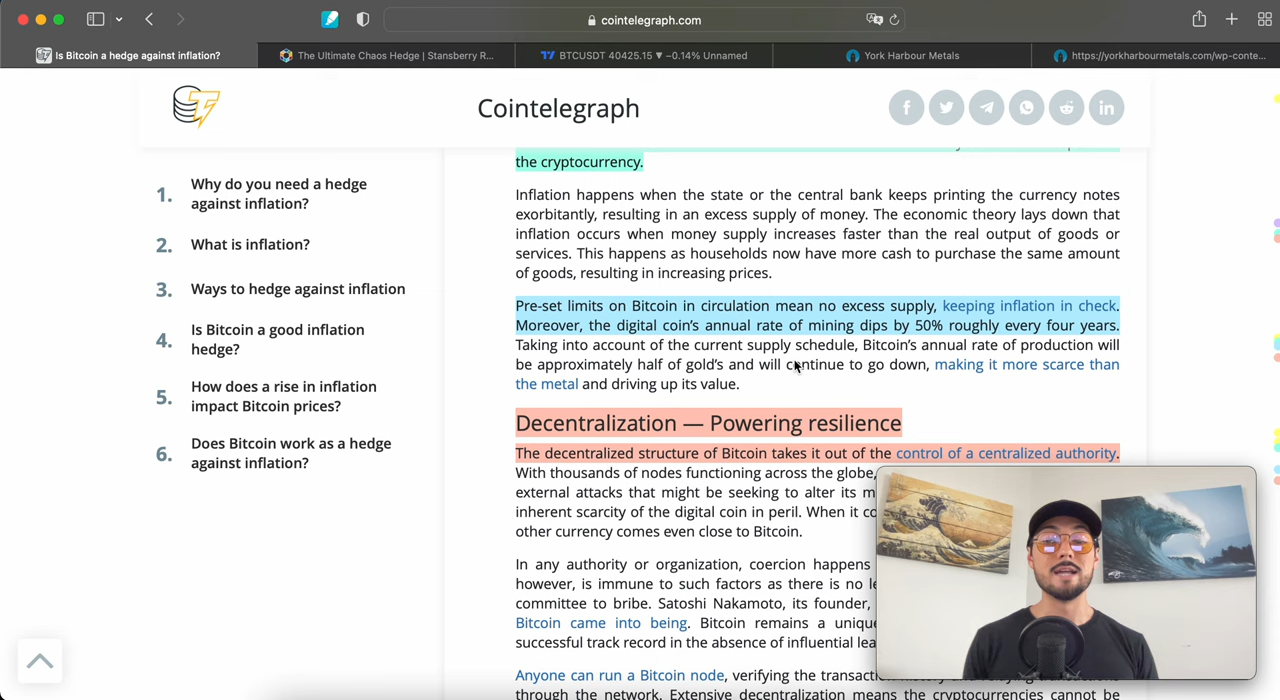 cointelegraph.com
Is Bitcoin a hedge against inflation?
The Ultimate Chaos Hedge | Stansberry R...
BTCUSDT 40425.15 ▼ −0.14% Unnamed
York Harbour Metals
https://yorkharbourmetals.com/wp-conte...
Cointelegraph
1. Why do you need a hedge
against inflation?
2. What is inflation?
3. Ways to hedge against inflation
4. Is Bitcoin a good inflation
hedge?
5. How does a rise in inflation
impact Bitcoin prices?
6. Does Bitcoin work as a hedge
against inflation?
the cryptocurrency.
Inflation happens when the state or the central bank keeps printing the currency notes
exorbitantly, resulting in an excess supply of money. The economic theory lays down that
inflation occurs when money supply increases faster than the real output of goods or
services. This happens as households now have more cash to purchase the same amount
of goods, resulting in increasing prices.
Pre-set limits on Bitcoin in circulation mean no excess supply, keeping inflation in check.
Moreover, the digital coin's annual rate of mining dips by 50% roughly every four years.
Taking into account of the current supply schedule, Bitcoin's annual rate of production will
be approximately half of gold's and will continue to go down, making it more scarce than
the metal and driving up its value.
Decentralization — Powering resilience
The decentralized structure of Bitcoin takes it out of the control of a centralized authority.
With thousands of nodes functioning across the globe,
external attacks that might be seeking to alter its m
inherent scarcity of the digital coin in peril. When it co
other currency comes even close to Bitcoin.
In any authority or organization, coercion happens
however, is immune to such factors as there is no le
committee to bribe. Satoshi Nakamoto, its founder,
Bitcoin came into being. Bitcoin remains a uniqu
successful track record in the absence of influential lea
Anyone can run a Bitcoin node, verifying the transac
through the network. Extensive decentralization means the cryptocurrencies cannot be